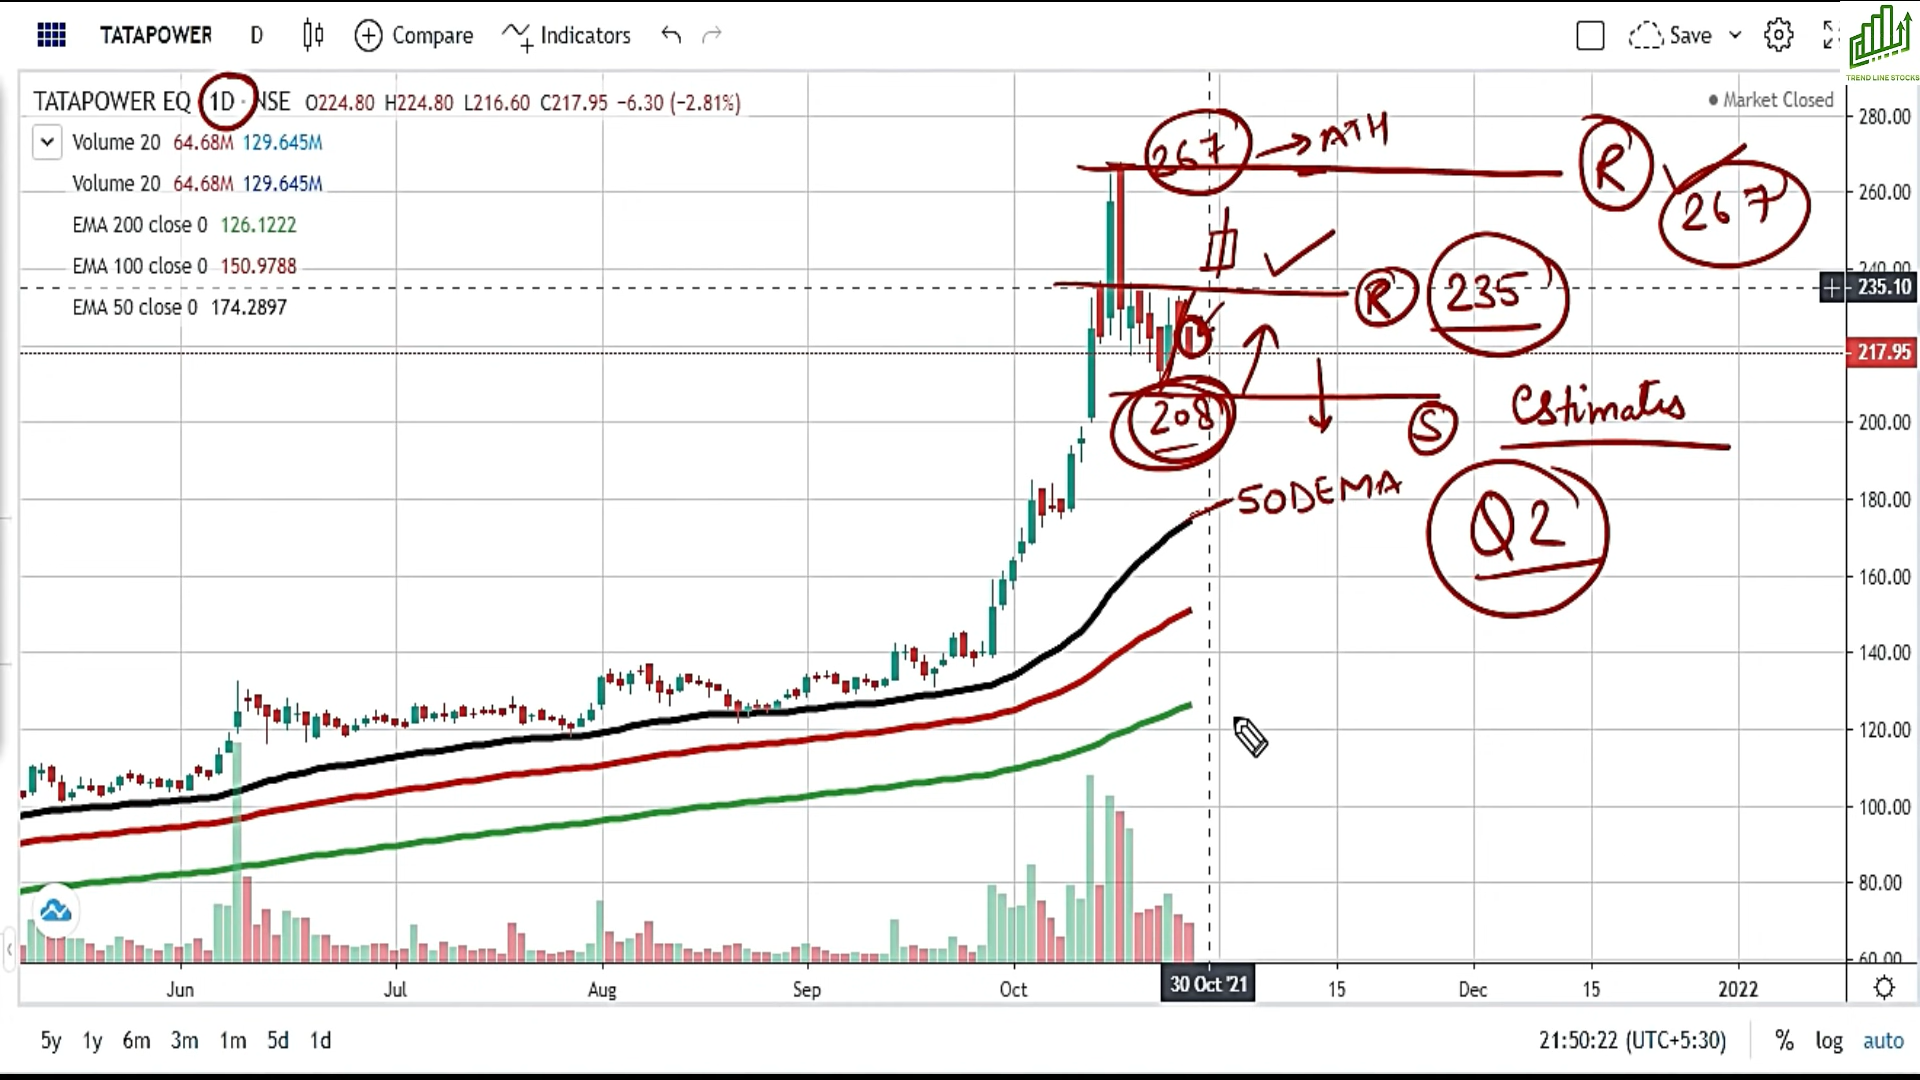 TATAPOWER D Compare Indicators Save
TREND LINE STOCKS
TATAPOWER EQ 1D · NSE O224.80 H224.80 L216.60 C217.95 −6.30 (−2.81%)
Market Closed
Volume 20 64.68M 129.645M
Volume 20 64.68M 129.645M
EMA 200 close 0 126.1222
EMA 100 close 0 150.9788
EMA 50 close 0 174.2897
267 → ATH
R 267
R 235
208
S
Estimates
50DEMA
Q2
280.00
260.00
240.00
235.10
217.95
200.00
180.00
160.00
140.00
120.00
100.00
80.00
60.00
Jun Jul Aug Sep Oct 30 Oct '21 15 Dec 15 2022
5y 1y 6m 3m 1m 5d 1d 21:50:22 (UTC+5:30) % log auto